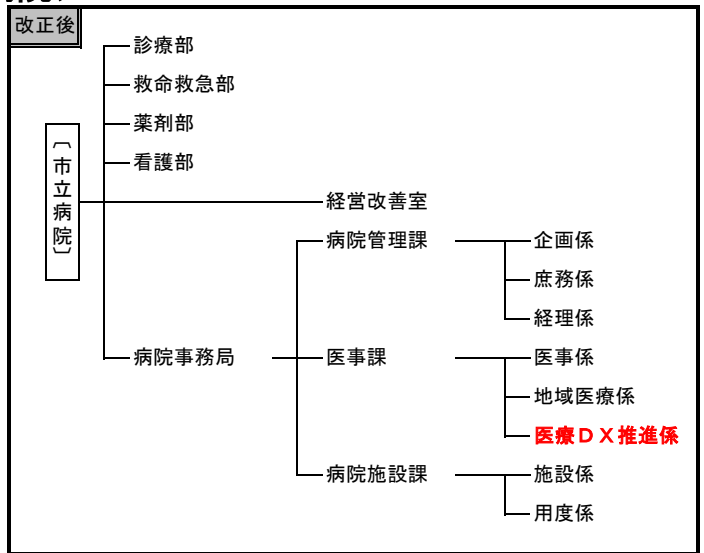 改正後
診療部
救命救急部
薬剤部
看護部
〔市立病院〕
経営改善室
病院管理課
企画係
庶務係
経理係
病院事務局
医事課
医事係
地域医療係
医療ＤＸ推進係
病院施設課
施設係
用度係